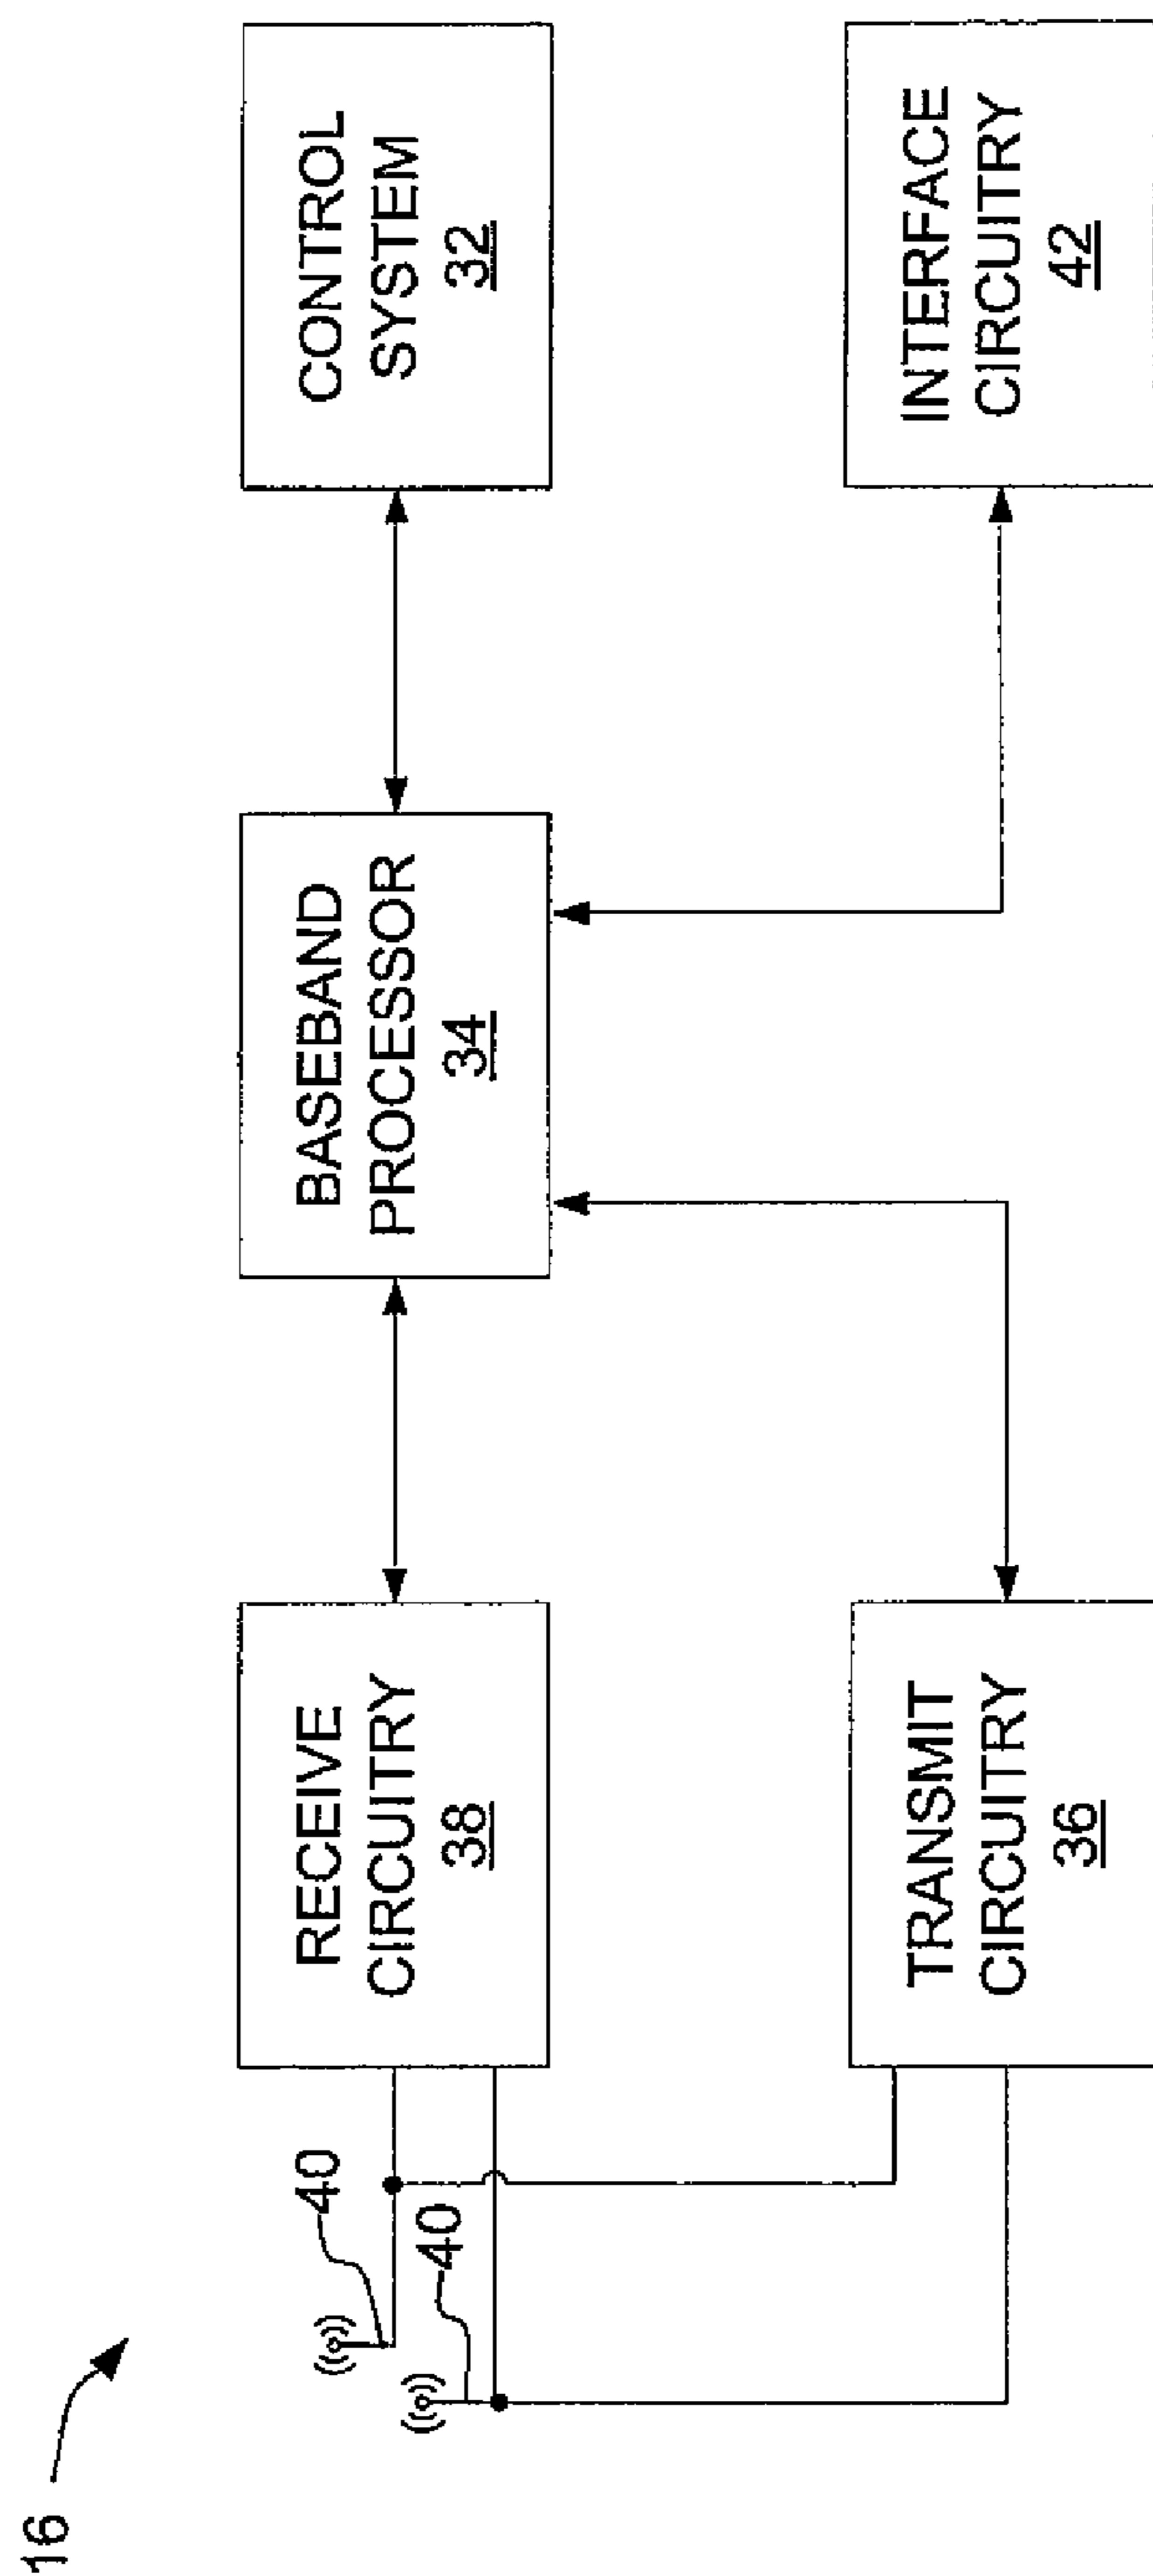 16
40
40
RECEIVE
CIRCUITRY
38
BASEBAND
PROCESSOR
34
CONTROL
SYSTEM
32
TRANSMIT
CIRCUITRY
36
INTERFACE
CIRCUITRY
42